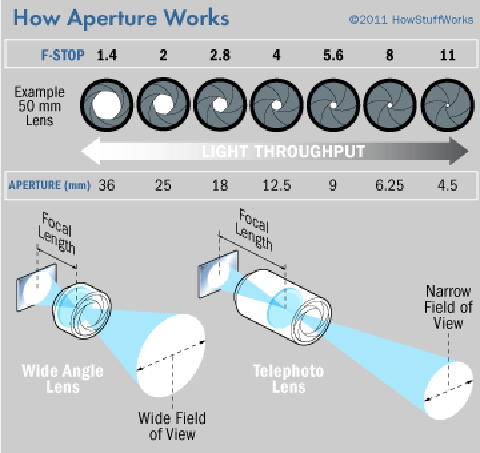 How Aperture Works
©2011 HowStuffWorks
F-STOP 1.4 2 2.8 4 5.6 8 11
Example
50 mm
Lens
LIGHT THROUGHPUT
APERTURE (mm) 36 25 18 12.5 9 6.25 4.5
Focal
Length
Focal
Length
Narrow
Field of
View
Wide Angle
Lens
Telephoto
Lens
Wide Field
of View